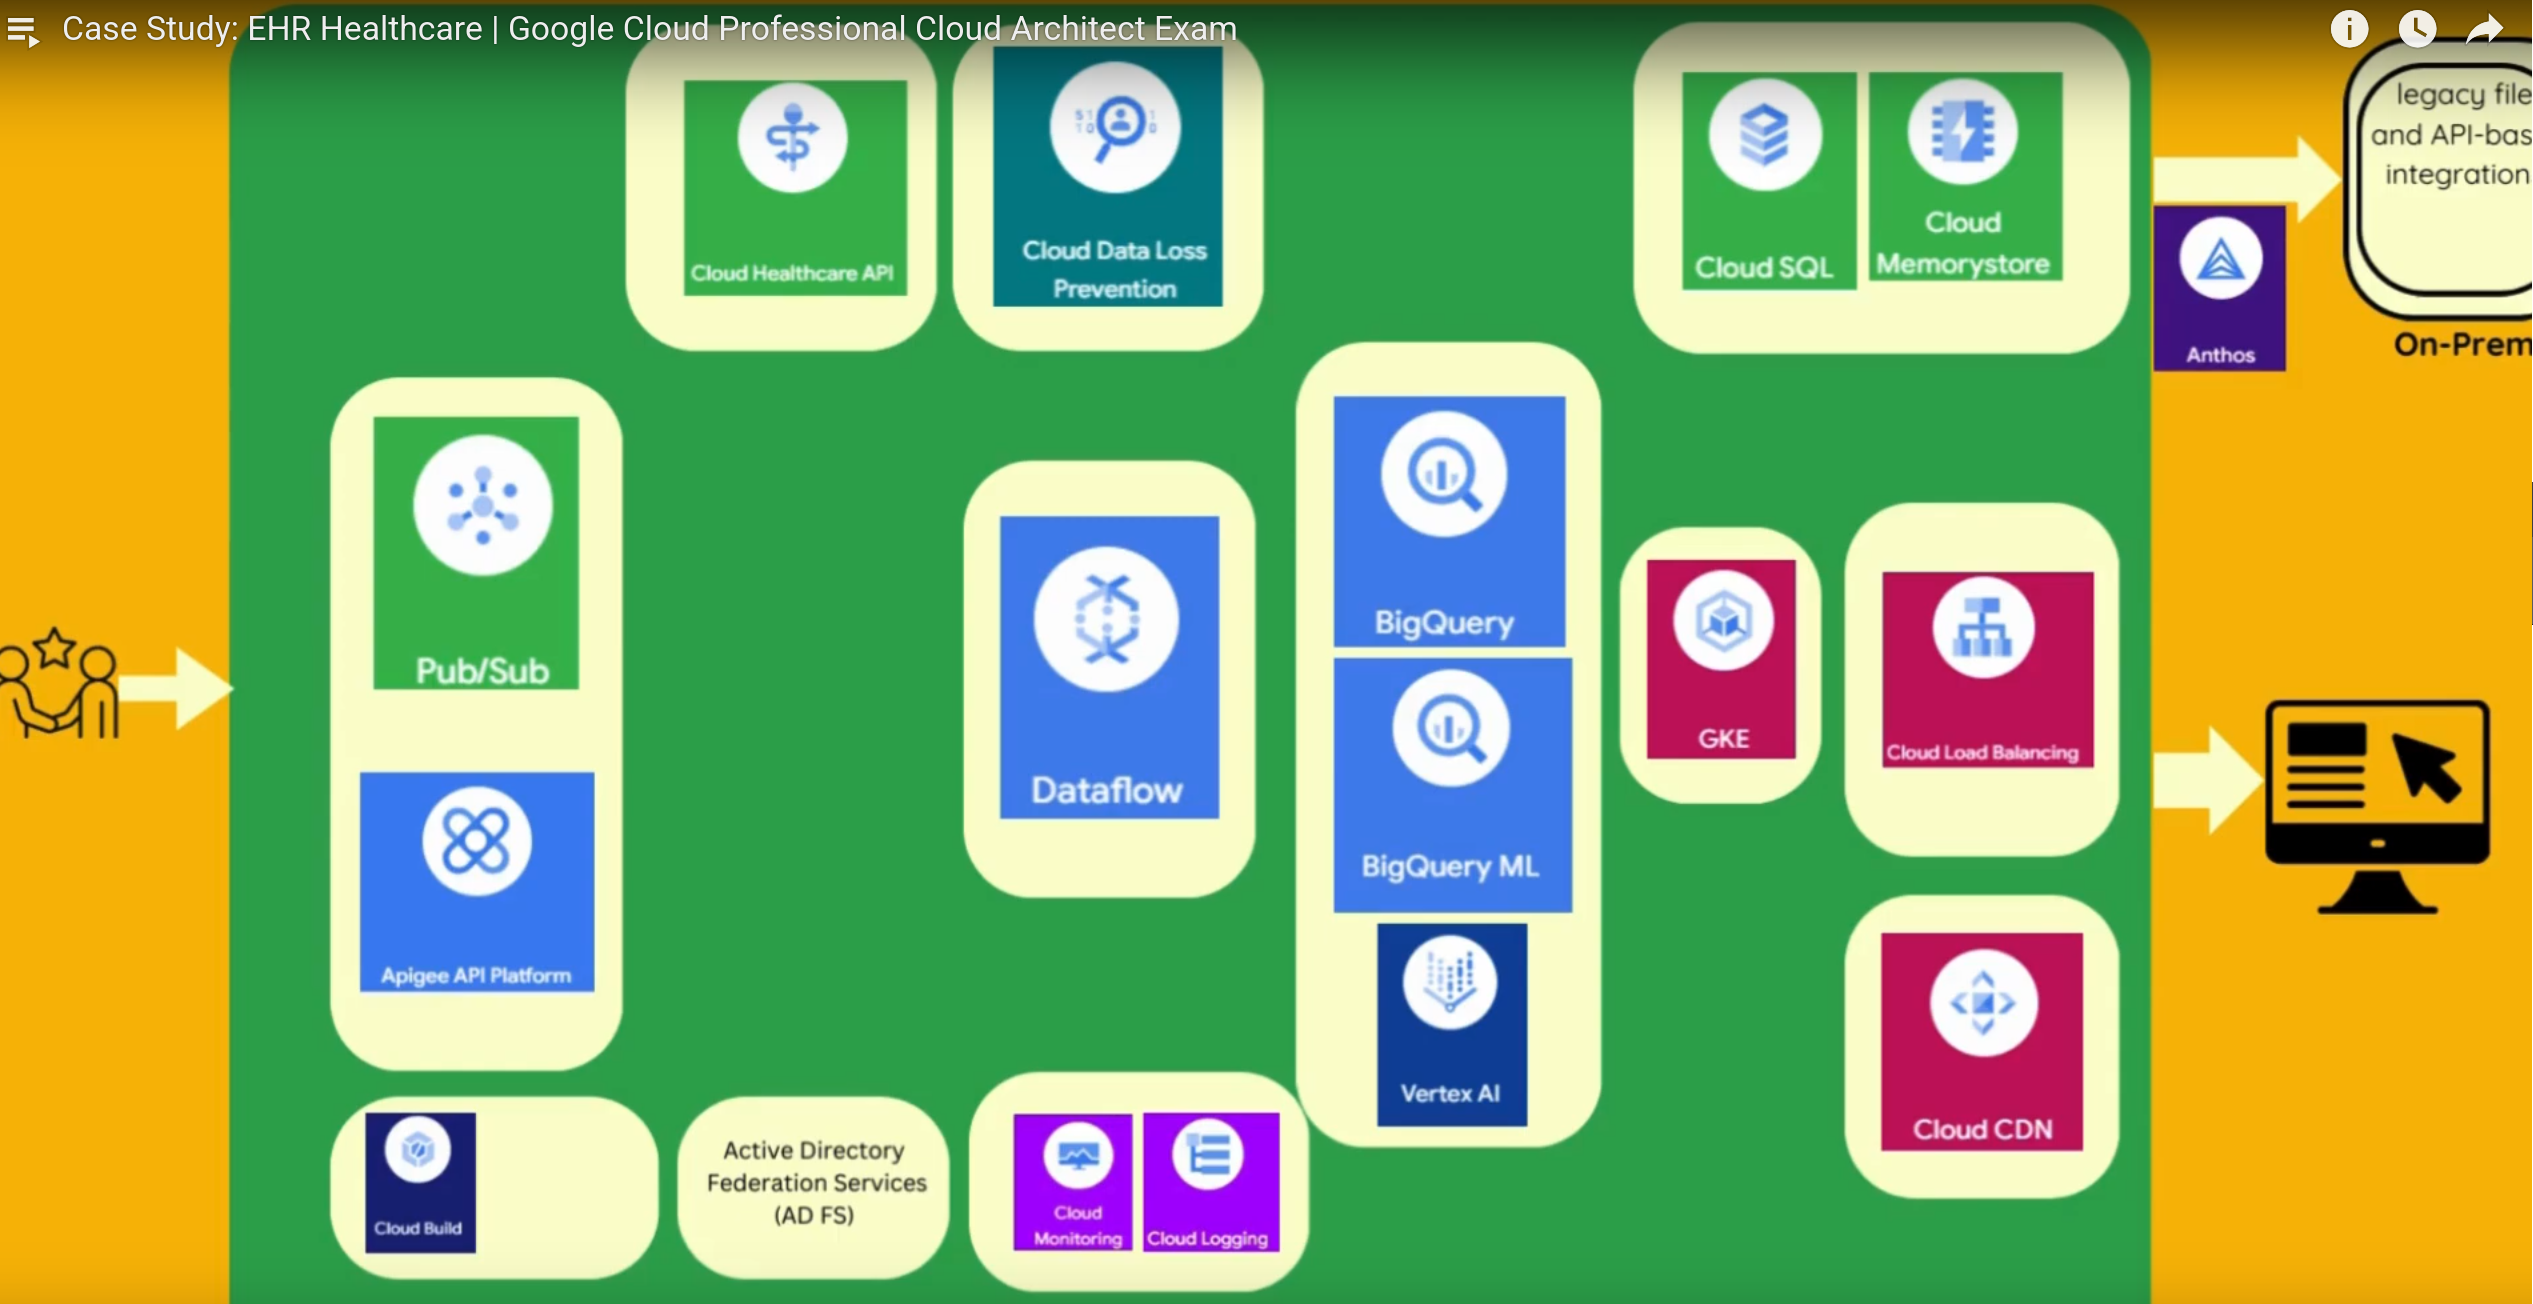 Case Study: EHR Healthcare | Google Cloud Professional Cloud Architect Exam
Cloud Healthcare API
Cloud Data Loss
Prevention
Cloud SQL
Cloud
Memorystore
legacy file
and API-bas
integration
Anthos
On-Prem
Pub/Sub
Apigee API Platform
Dataflow
BigQuery
BigQuery ML
Vertex AI
GKE
Cloud Load Balancing
Cloud CDN
Cloud Build
Active Directory
Federation Services
(AD FS)
Cloud
Monitoring
Cloud Logging